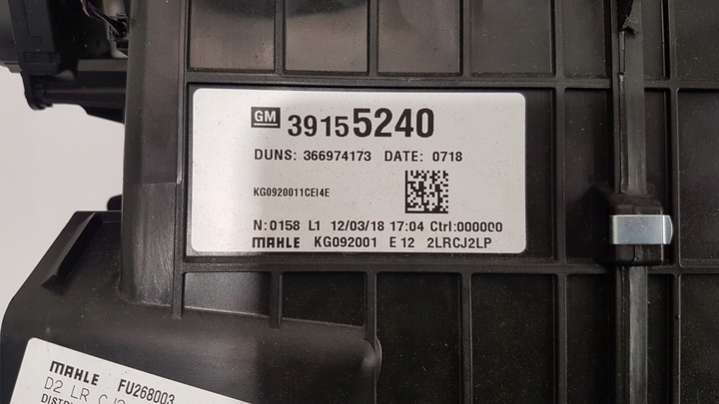 GM 39155240
DUNS: 366974173 DATE: 0718
KG0920011CEI4E
N:0158 L1 12/03/18 17:04 Ctrl:000000
MAHLE KG092001 E 12 2LRCJ2LP
MAHLE FU268003
D2 LR